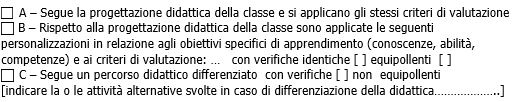 ☐ A – Segue la progettazione didattica della classe e si applicano gli stessi criteri di valutazione
☐ B – Rispetto alla progettazione didattica della classe sono applicate le seguenti
personalizzazioni in relazione agli obiettivi specifici di apprendimento (conoscenze, abilità,
competenze) e ai criteri di valutazione: … con verifiche identiche [ ] equipollenti [ ]
☐ C – Segue un percorso didattico differenziato con verifiche [ ] non equipollenti
[indicare la o le attività alternative svolte in caso di differenziazione della didattica………………..]